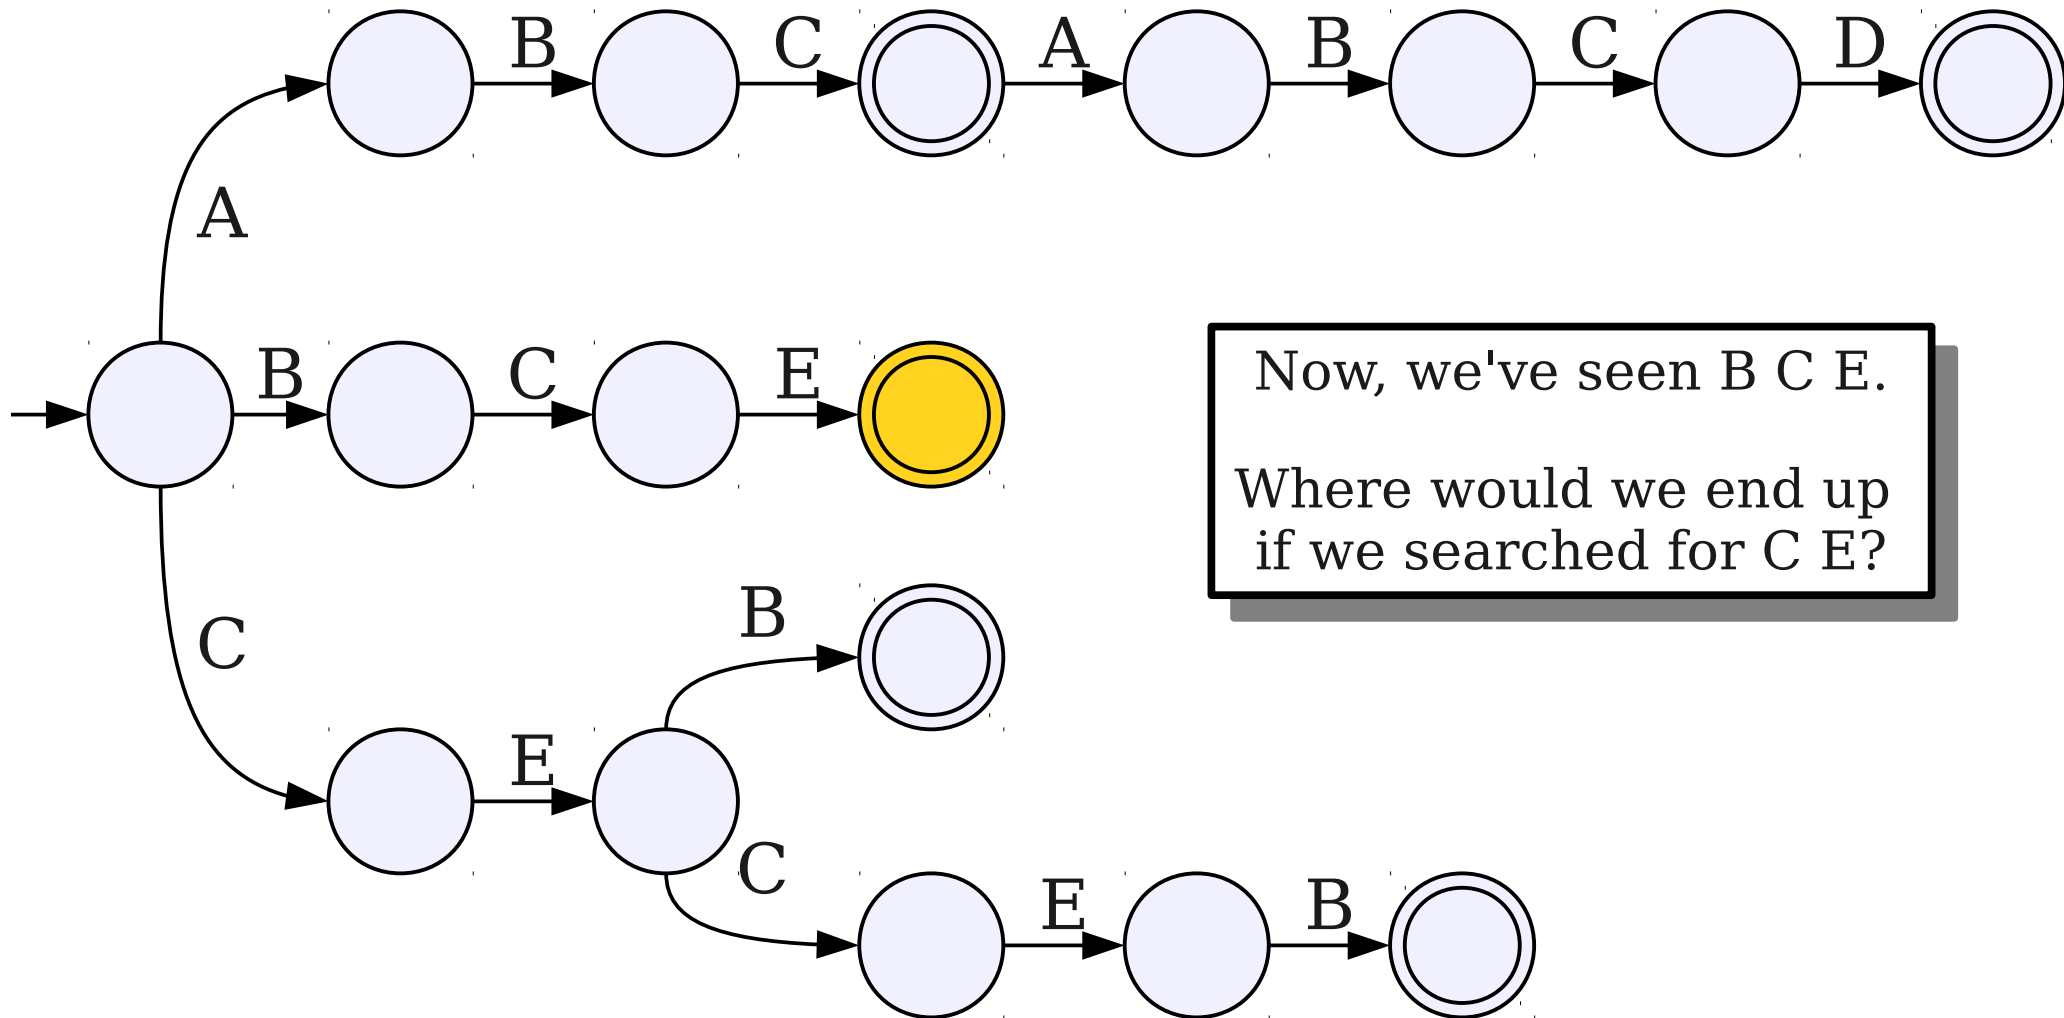 B C A B C D
A
B C E
Now, we've seen B C E.
Where would we end up
if we searched for C E?
B
C
E
C
E B